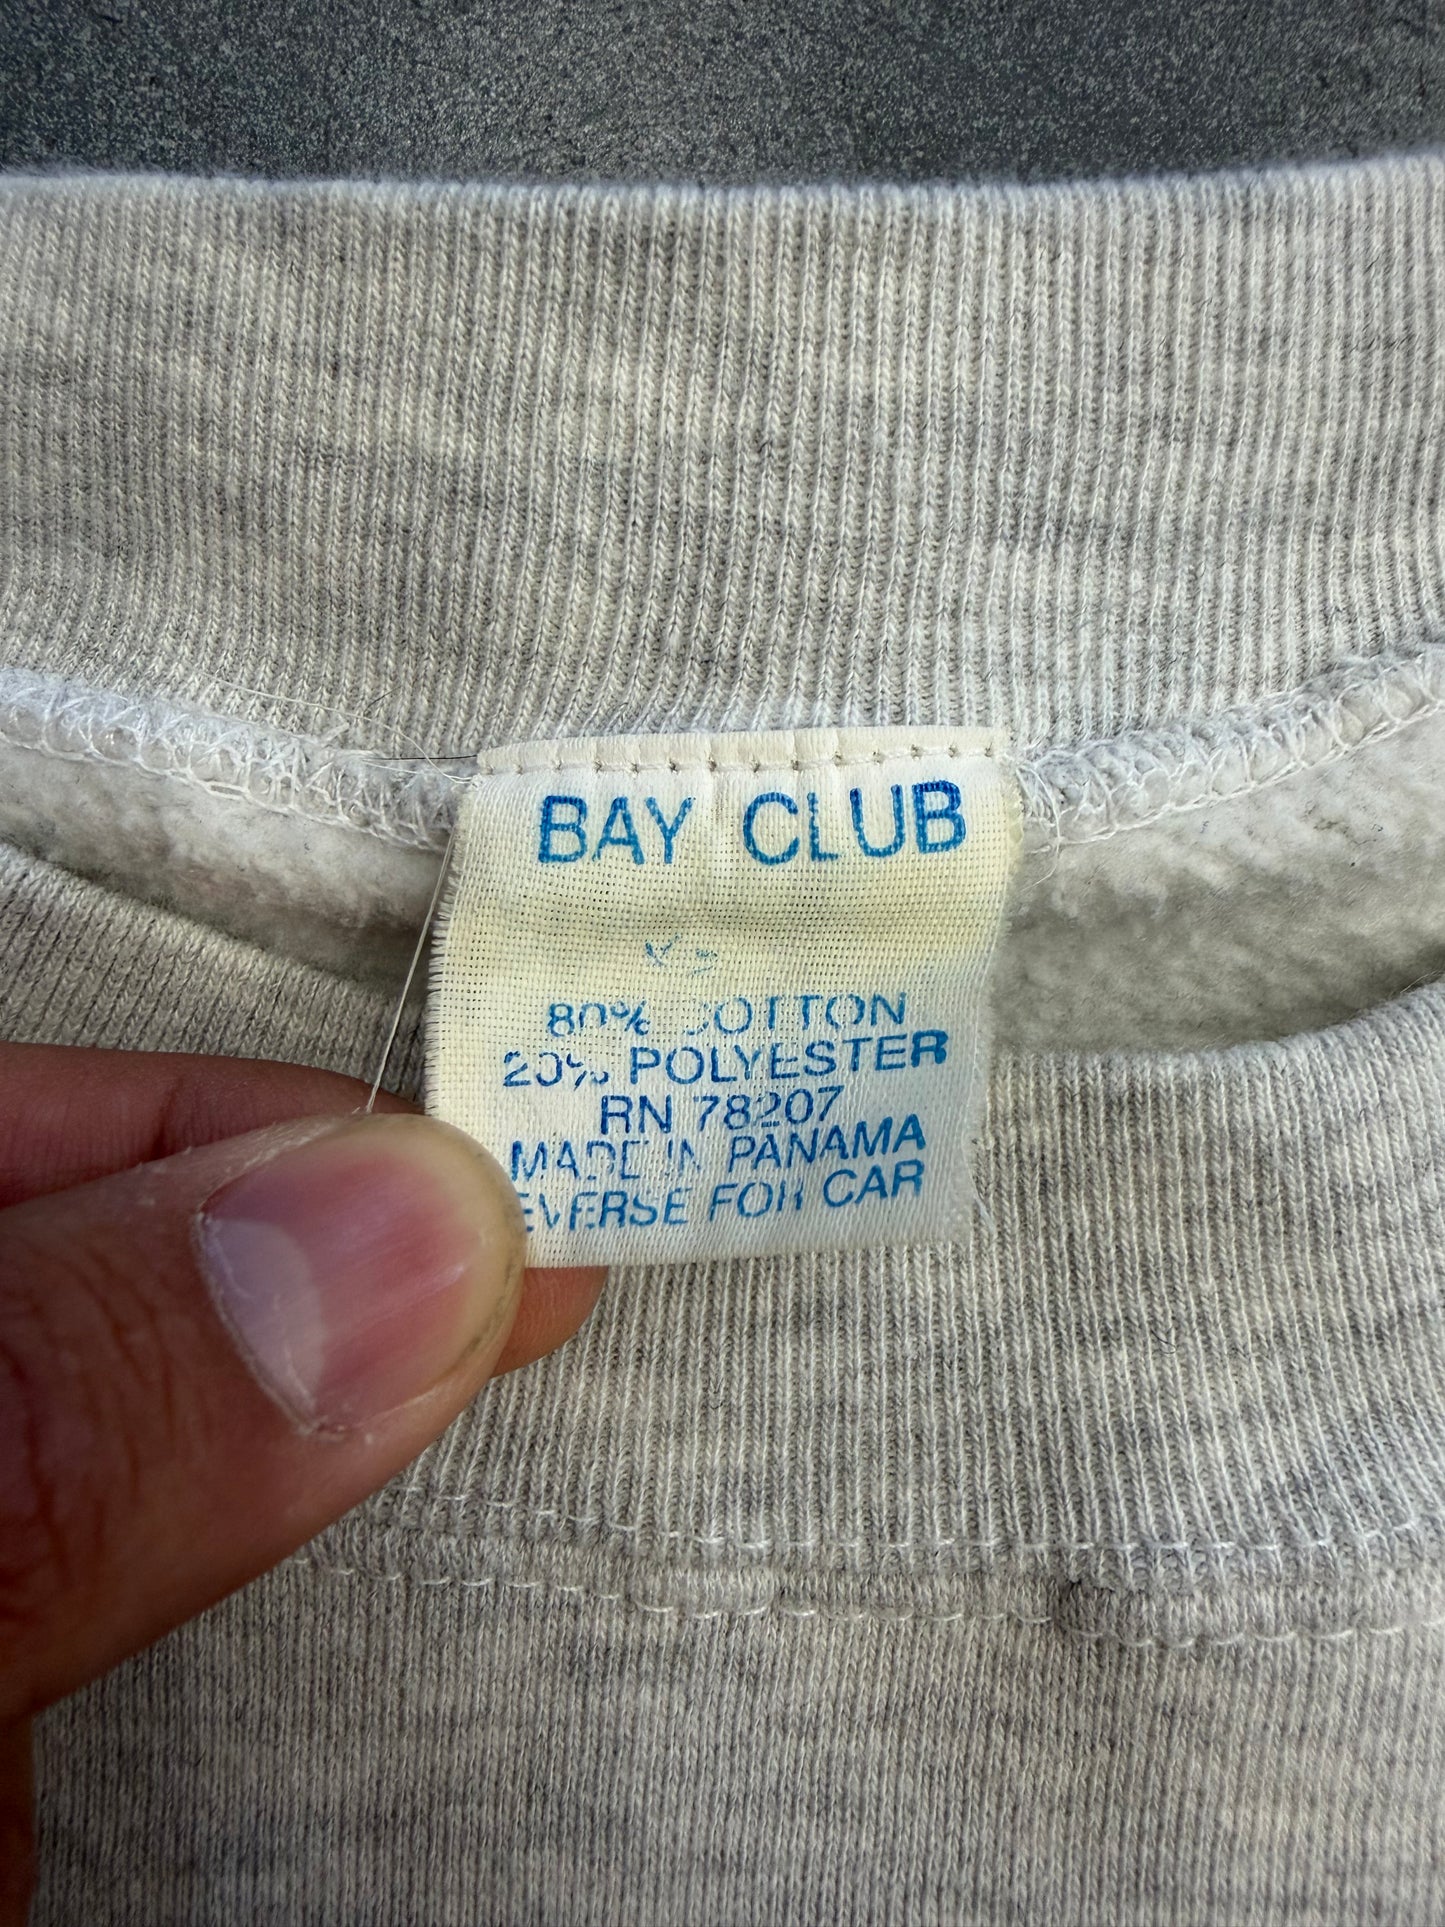 BAY CLUB
80% COTTON
20% POLYESTER
RN 78207
MADE IN PANAMA
EVERSE FOR CAR